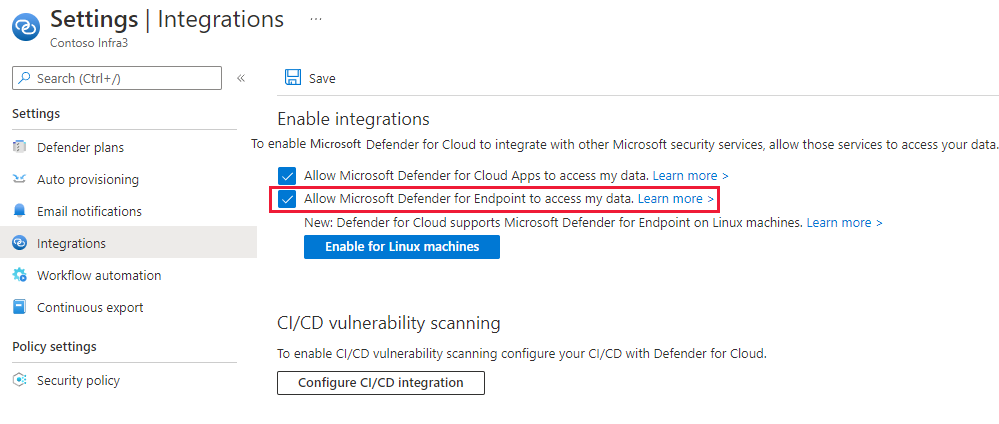 Settings | Integrations ...
Contoso Infra3
Search (Ctrl+/) «
Save
Settings
Defender plans
Auto provisioning
Email notifications
Integrations
Workflow automation
Continuous export
Policy settings
Security policy
Enable integrations
To enable Microsoft Defender for Cloud to integrate with other Microsoft security services, allow those services to access your data.
Allow Microsoft Defender for Cloud Apps to access my data. Learn more >
Allow Microsoft Defender for Endpoint to access my data. Learn more >
New: Defender for Cloud supports Microsoft Defender for Endpoint on Linux machines. Learn more >
Enable for Linux machines
CI/CD vulnerability scanning
To enable CI/CD vulnerability scanning configure your CI/CD with Defender for Cloud.
Configure CI/CD integration